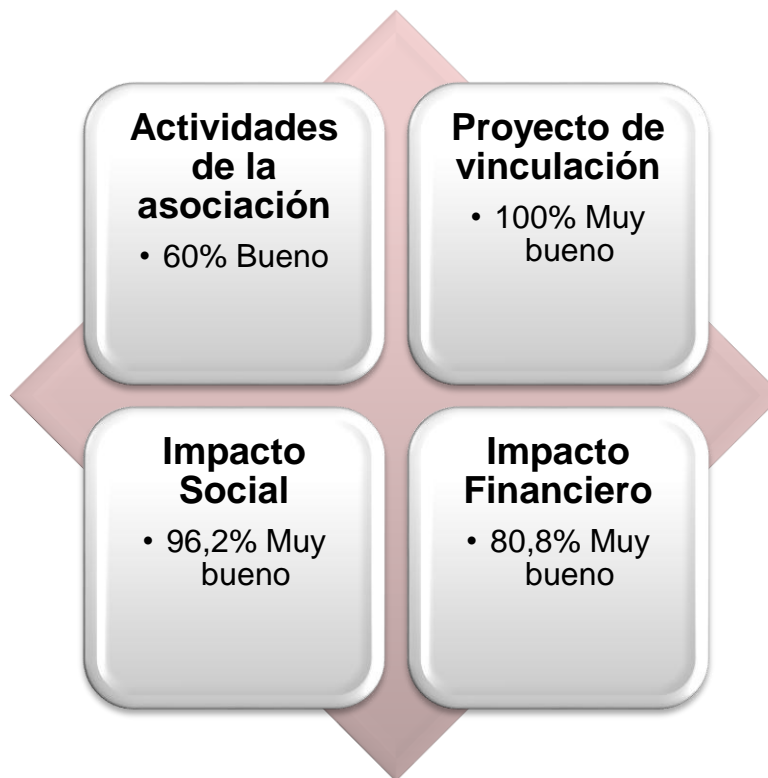 Actividades
de la
asociación
• 60% Bueno
Proyecto de
vinculación
• 100% Muy
bueno
Impacto
Social
• 96,2% Muy
bueno
Impacto
Financiero
• 80,8% Muy
bueno